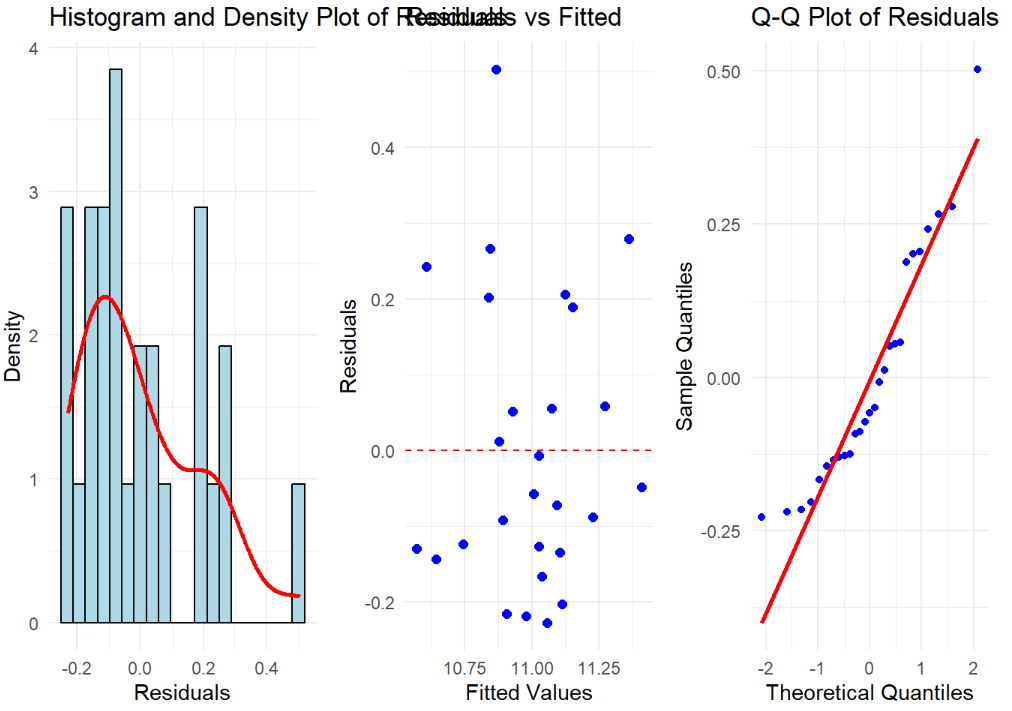 Histogram and Density Plot of Residuals
Density
4
3
2
1
0
-0.2 0.0 0.2 0.4
Residuals
Residuals vs Fitted
Residuals
0.4
0.2
0.0
-0.2
10.75 11.00 11.25
Fitted Values
Q-Q Plot of Residuals
Sample Quantiles
0.50
0.25
0.00
-0.25
-2 -1 0 1 2
Theoretical Quantiles